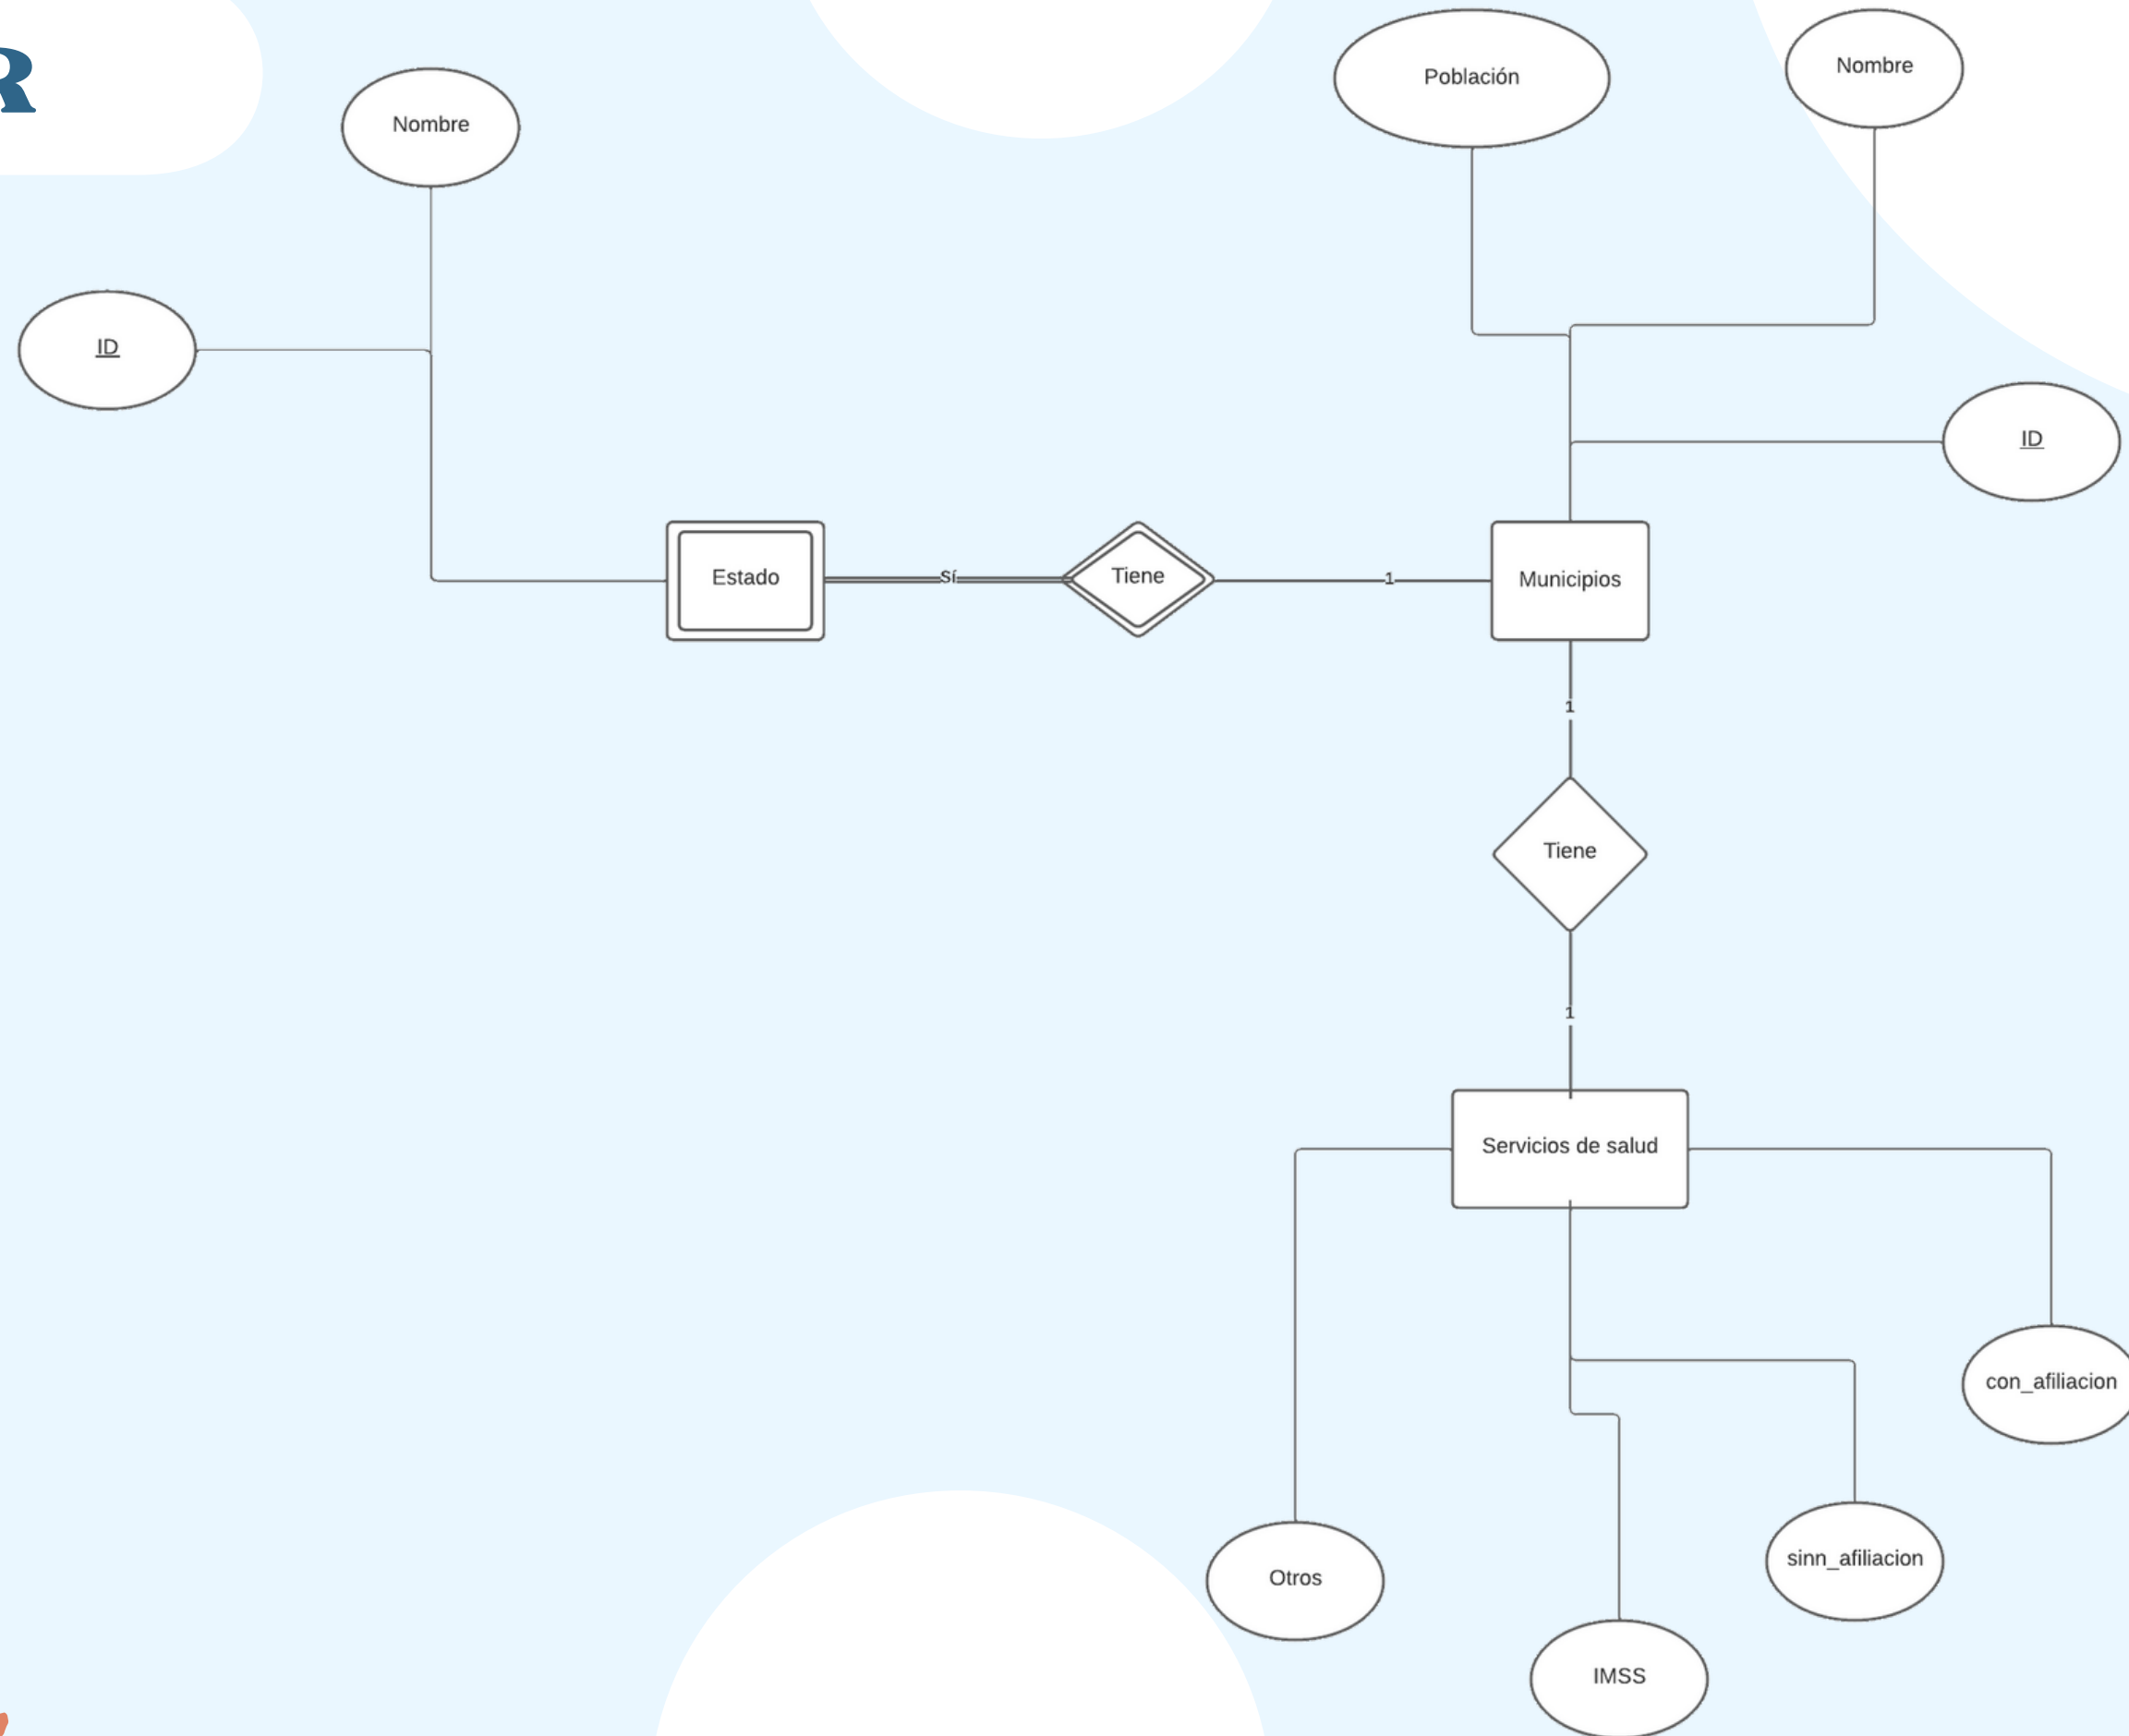 R
Población
Nombre
Nombre
ID
ID
Estado
sí
Tiene
1
Municipios
1
Tiene
1
Servicios de salud
con_afiliacion
sinn_afiliacion
Otros
IMSS